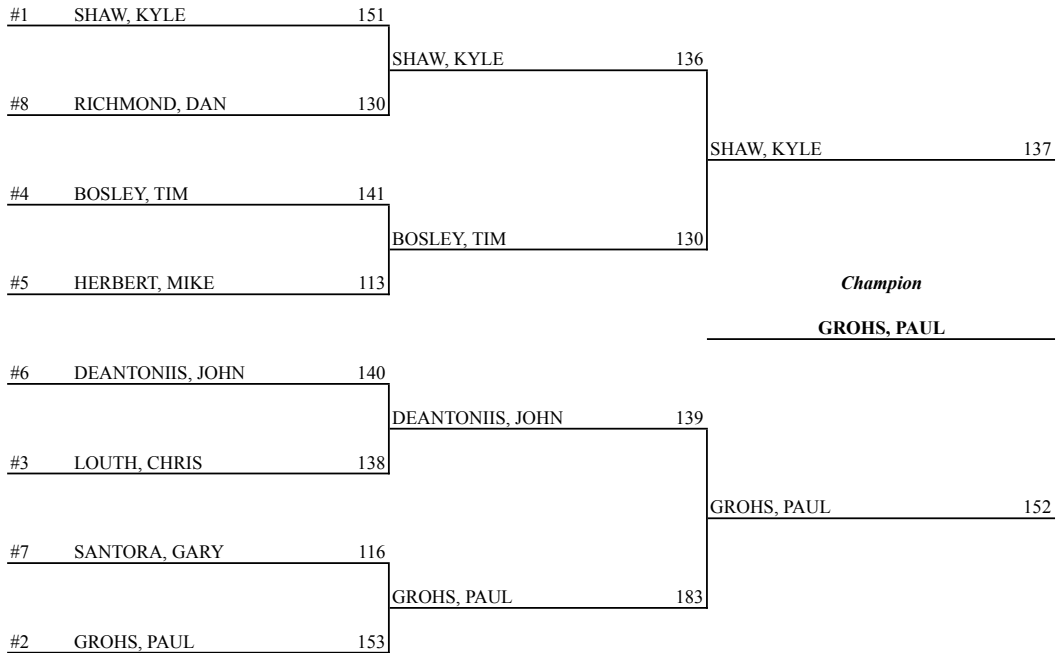 #1 SHAW, KYLE 151
SHAW, KYLE 136
#8 RICHMOND, DAN 130
SHAW, KYLE 137
#4 BOSLEY, TIM 141
BOSLEY, TIM 130
#5 HERBERT, MIKE 113
Champion
GROHS, PAUL
#6 DEANTONIIS, JOHN 140
DEANTONIIS, JOHN 139
#3 LOUTH, CHRIS 138
GROHS, PAUL 152
#7 SANTORA, GARY 116
GROHS, PAUL 183
#2 GROHS, PAUL 153